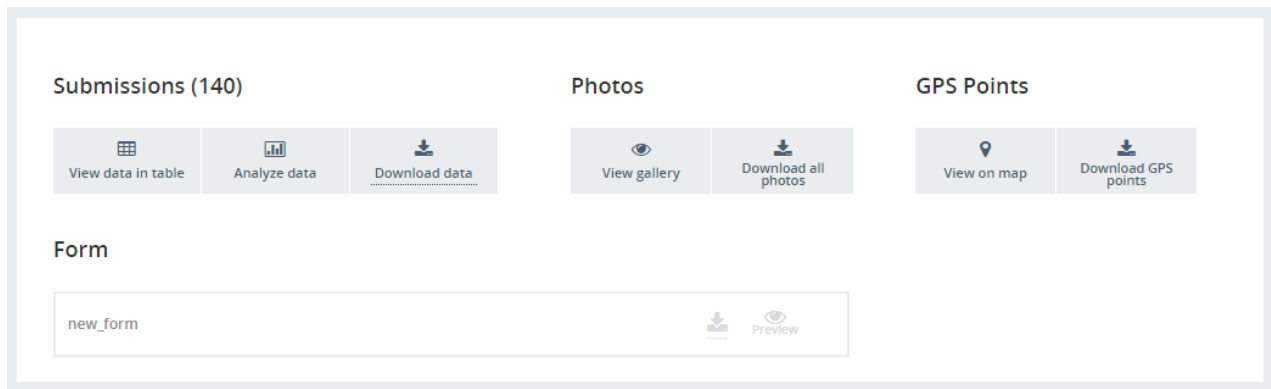 Submissions (140)
Photos
GPS Points
View data in table
Analyze data
Download data
View gallery
Download all
photos
View on map
Download GPS
points
Form
new_form
Preview